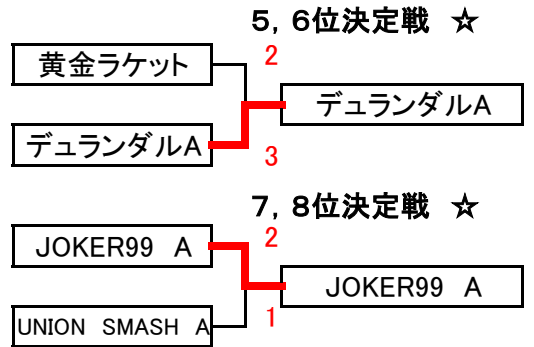 5，6位決定戦　☆
黄金ラケット
2
デュランダルA
デュランダルA
3
7，8位決定戦　☆
JOKER99　A
2
JOKER99　A
UNION　SMASH　A
1